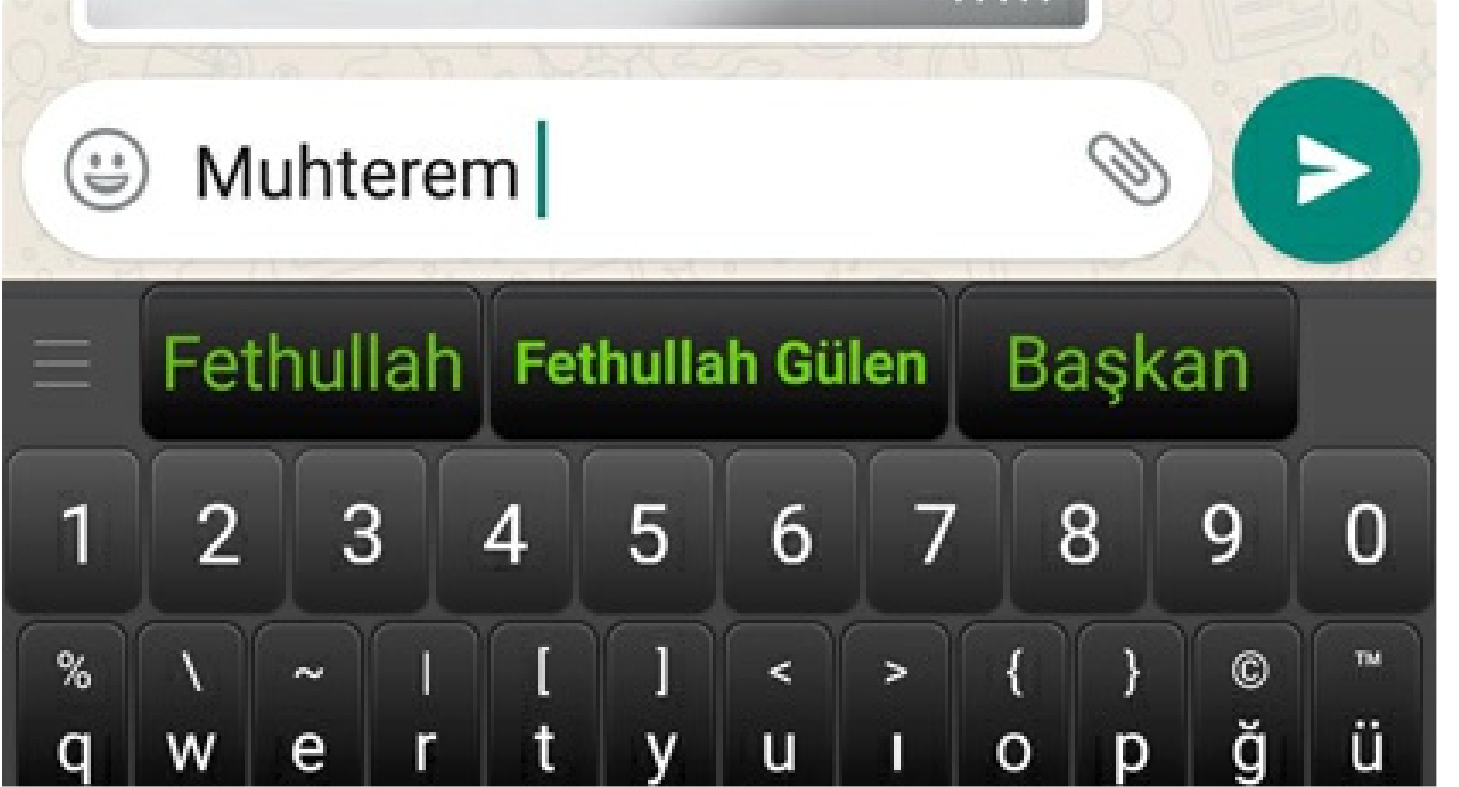 Muhterem
Fethullah Fethullah Gülen Başkan
1 2 3 4 5 6 7 8 9 0
% \ ~ | [ ] < > { } © ™
q w e r t y u ı o p ğ ü